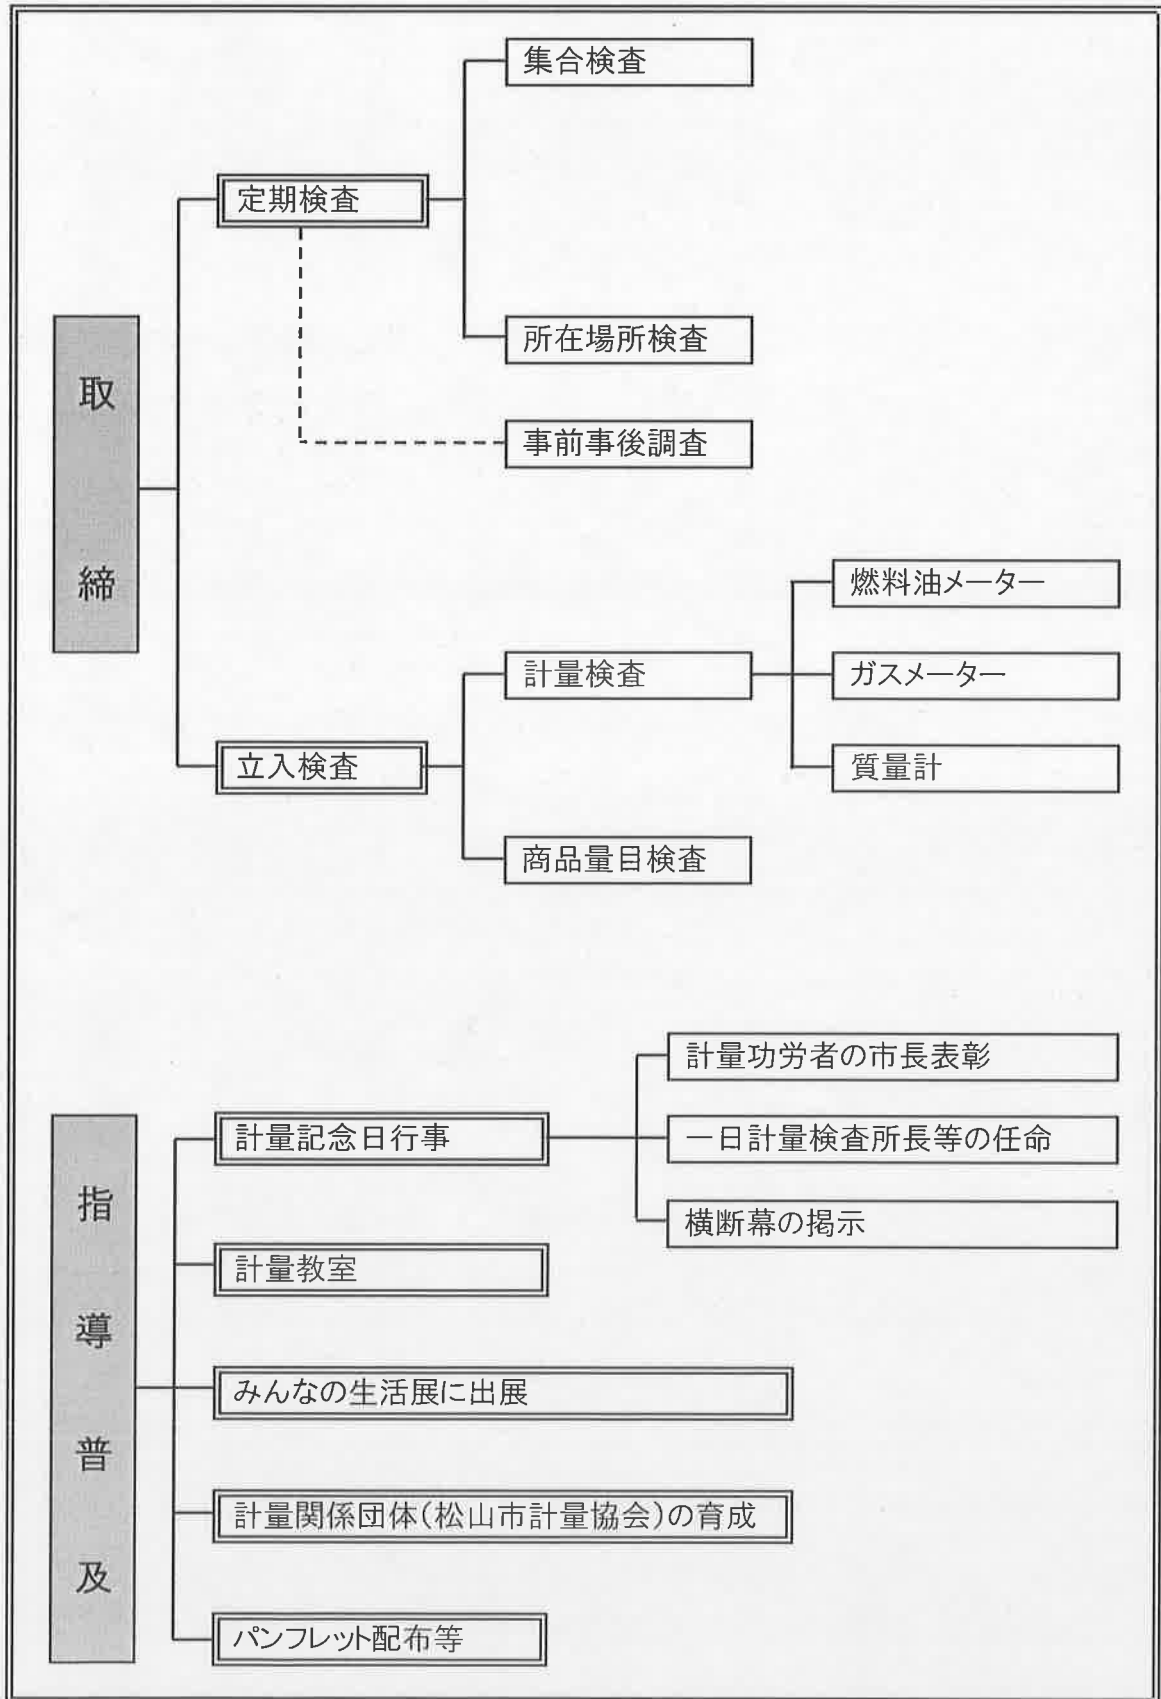 取締
定期検査
集合検査
所在場所検査
事前事後調査
立入検査
計量検査
燃料油メーター
ガスメーター
質量計
商品量目検査
指導普及
計量記念日行事
計量功労者の市長表彰
一日計量検査所長等の任命
横断幕の掲示
計量教室
みんなの生活展に出展
計量関係団体(松山市計量協会)の育成
パンフレット配布等